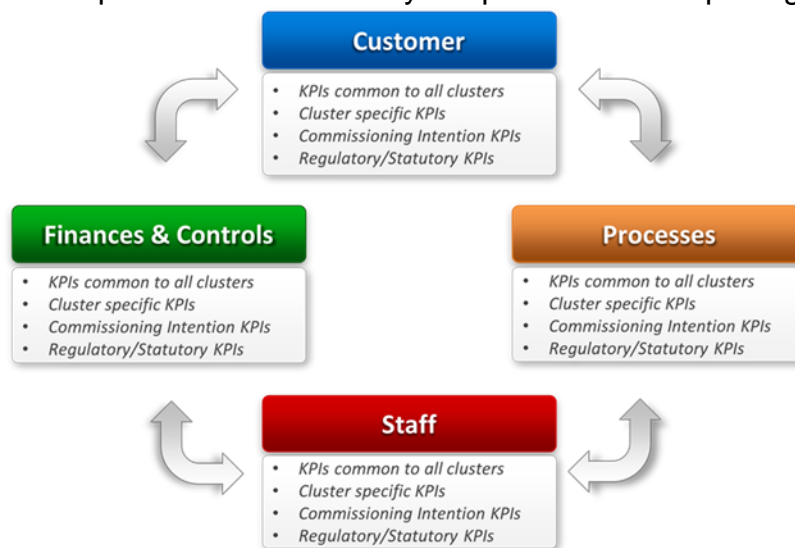 Customer
• KPIs common to all clusters
• Cluster specific KPIs
• Commissioning Intention KPIs
• Regulatory/Statutory KPIs
Finances & Controls
• KPIs common to all clusters
• Cluster specific KPIs
• Commissioning Intention KPIs
• Regulatory/Statutory KPIs
Processes
• KPIs common to all clusters
• Cluster specific KPIs
• Commissioning Intention KPIs
• Regulatory/Statutory KPIs
Staff
• KPIs common to all clusters
• Cluster specific KPIs
• Commissioning Intention KPIs
• Regulatory/Statutory KPIs